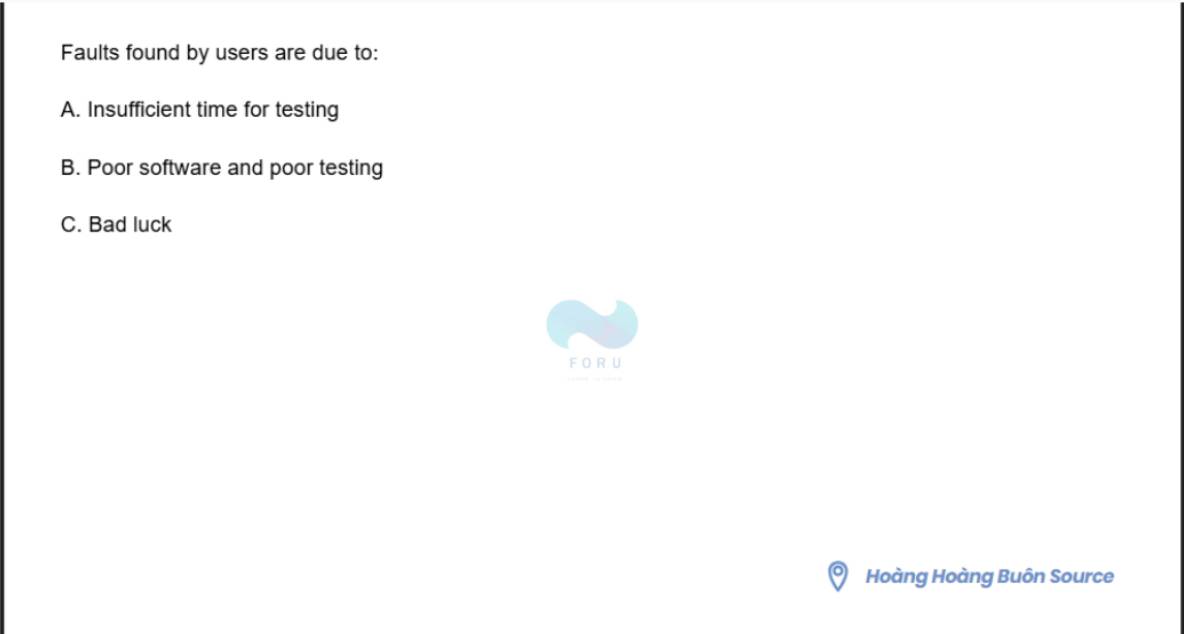 Faults found by users are due to:
A. Insufficient time for testing
B. Poor software and poor testing
C. Bad luck
FORU
Hoàng Hoàng Buôn Source